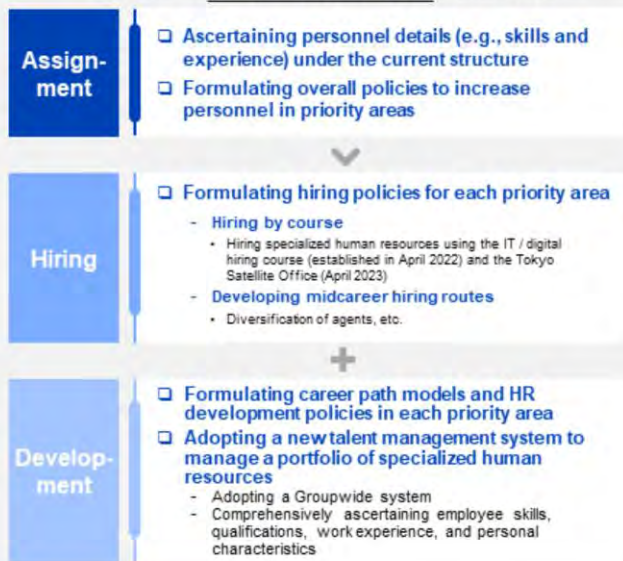 Assign-
ment
❑ Ascertaining personnel details (e.g., skills and
experience) under the current structure
❑ Formulating overall policies to increase
personnel in priority areas
Hiring
❑ Formulating hiring policies for each priority area
- Hiring by course
• Hiring specialized human resources using the IT / digital
hiring course (established in April 2022) and the Tokyo
Satellite Office (April 2023)
- Developing midcareer hiring routes
• Diversification of agents, etc.
+
Develop-
ment
❑ Formulating career path models and HR
development policies in each priority area
❑ Adopting a new talent management system to
manage a portfolio of specialized human
resources
- Adopting a Groupwide system
- Comprehensively ascertaining employee skills,
qualifications, work experience, and personal
characteristics